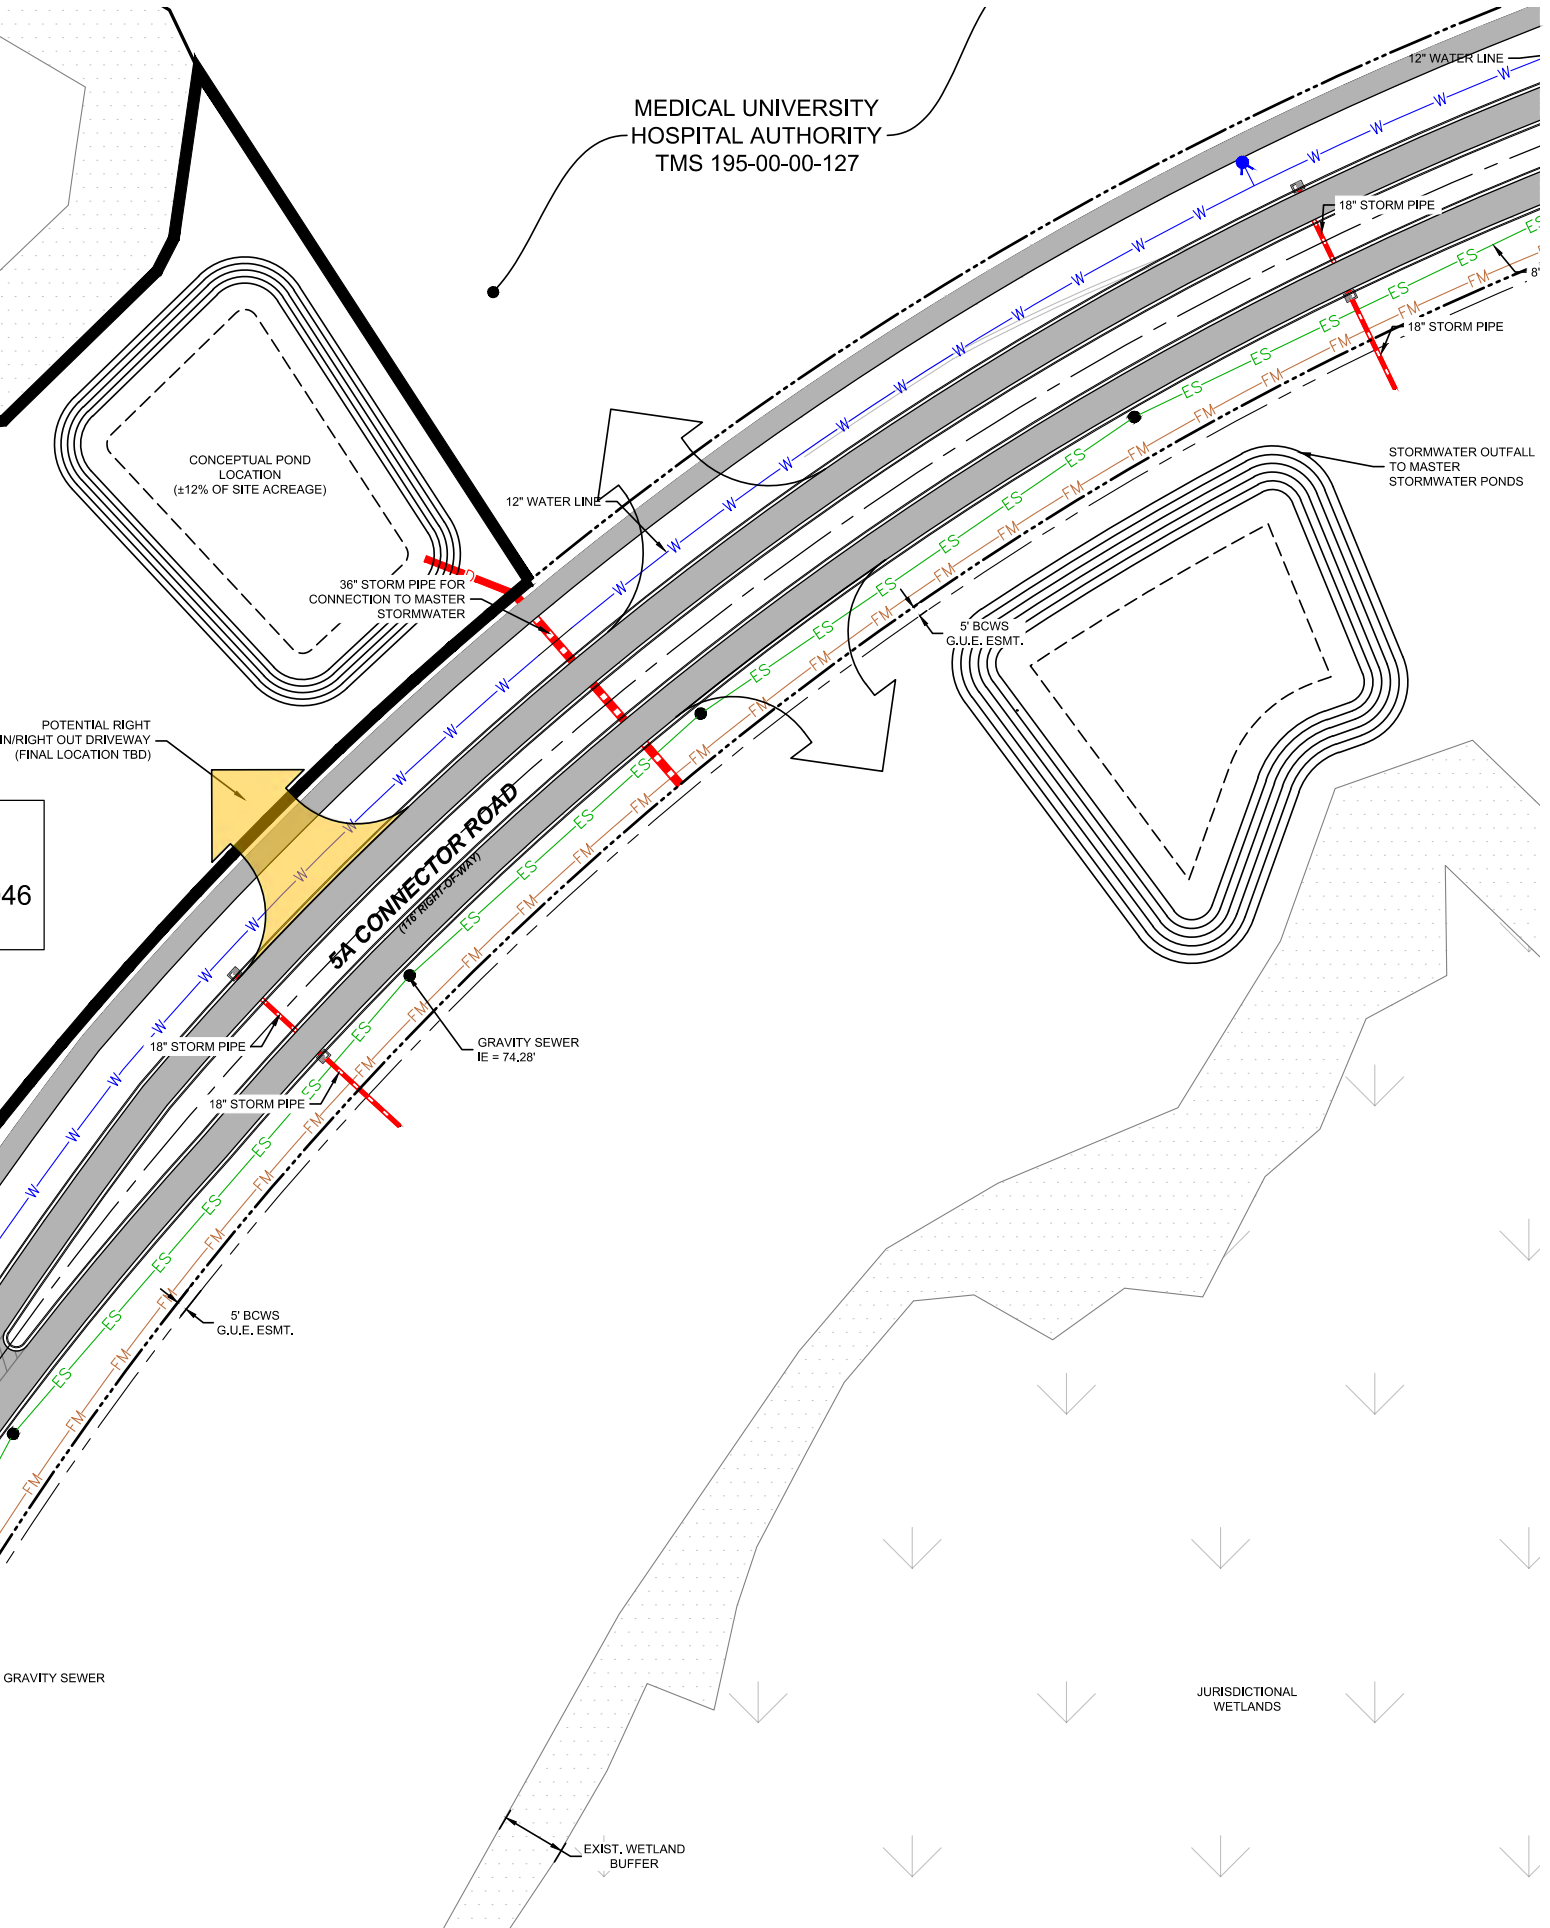 12" WATER LINE
MEDICAL UNIVERSITY
HOSPITAL AUTHORITY
TMS 195-00-00-127
18" STORM PIPE
8'
18" STORM PIPE
CONCEPTUAL POND
LOCATION
(±12% OF SITE ACREAGE)
STORMWATER OUTFALL
TO MASTER
STORMWATER PONDS
12" WATER LINE
36" STORM PIPE FOR
CONNECTION TO MASTER
STORMWATER
5' BCWS
G.U.E. ESMT.
POTENTIAL RIGHT
IN/RIGHT OUT DRIVEWAY
(FINAL LOCATION TBD)
46
5A CONNECTOR ROAD
(116' RIGHT-OF-WAY)
18" STORM PIPE
GRAVITY SEWER
IE = 74.28'
18" STORM PIPE
5' BCWS
G.U.E. ESMT.
GRAVITY SEWER
JURISDICTIONAL
WETLANDS
EXIST. WETLAND
BUFFER
W
ES
FM